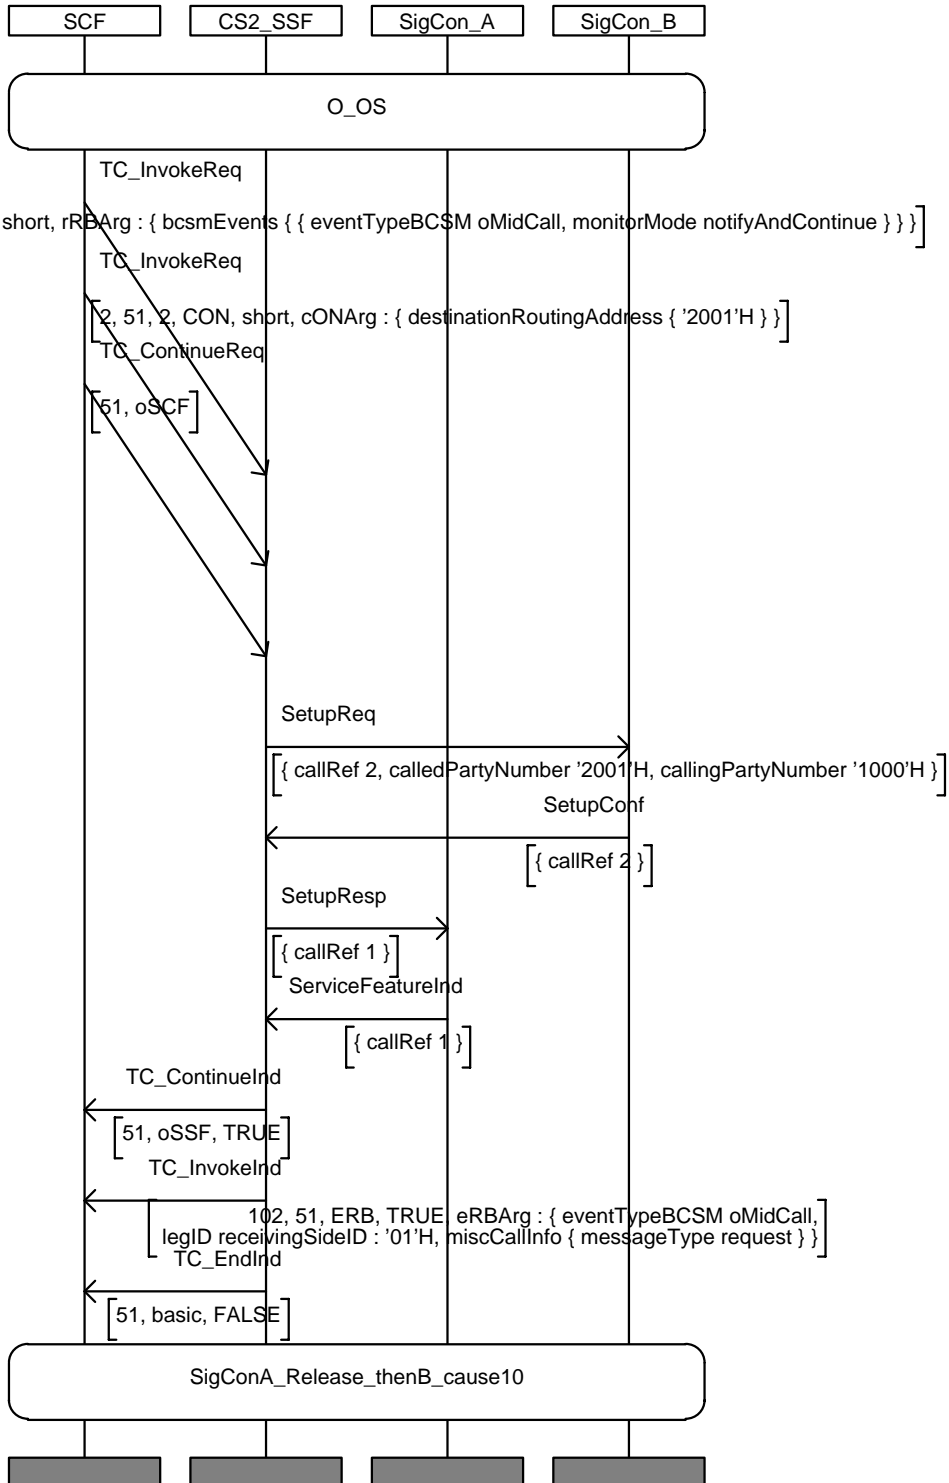 SCF CS2_SSF SigCon_A SigCon_B
O_OS
TC_InvokeReq
short, rRBArg : { bcsmEvents { { eventTypeBCSM oMidCall, monitorMode notifyAndContinue } } }
TC_InvokeReq
2, 51, 2, CON, short, cONArg : { destinationRoutingAddress { '2001'H } }
TC_ContinueReq
51, oSCF
SetupReq
{ callRef 2, calledPartyNumber '2001'H, callingPartyNumber '1000'H }
SetupConf
{ callRef 2 }
SetupResp
{ callRef 1 }
ServiceFeatureInd
{ callRef 1 }
TC_ContinueInd
51, oSSF, TRUE
TC_InvokeInd
102, 51, ERB, TRUE, eRBArg : { eventTypeBCSM oMidCall,
legID receivingSideID : '01'H, miscCallInfo { messageType request } }
TC_EndInd
51, basic, FALSE
SigConA_Release_thenB_cause10